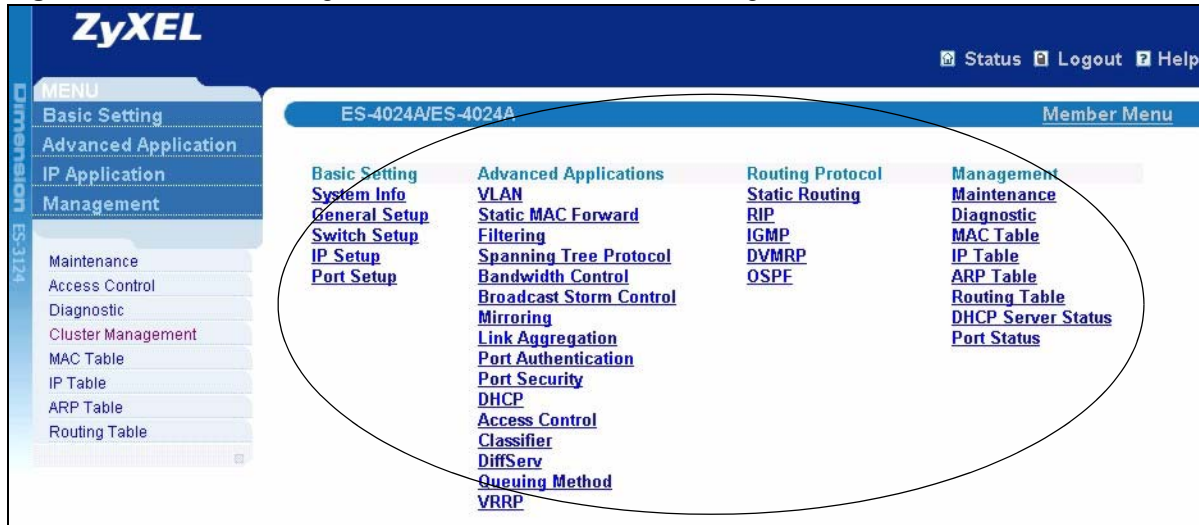 ZyXEL
Status Logout Help
MENU
Basic Setting
Advanced Application
IP Application
Management
Maintenance
Access Control
Diagnostic
Cluster Management
MAC Table
IP Table
ARP Table
Routing Table
Dimension ES-3124
ES-4024A/ES-4024A
Member Menu
Basic Setting
System Info
General Setup
Switch Setup
IP Setup
Port Setup
Advanced Applications
VLAN
Static MAC Forward
Filtering
Spanning Tree Protocol
Bandwidth Control
Broadcast Storm Control
Mirroring
Link Aggregation
Port Authentication
Port Security
DHCP
Access Control
Classifier
DiffServ
Queuing Method
VRRP
Routing Protocol
Static Routing
RIP
IGMP
DVMRP
OSPF
Management
Maintenance
Diagnostic
MAC Table
IP Table
ARP Table
Routing Table
DHCP Server Status
Port Status